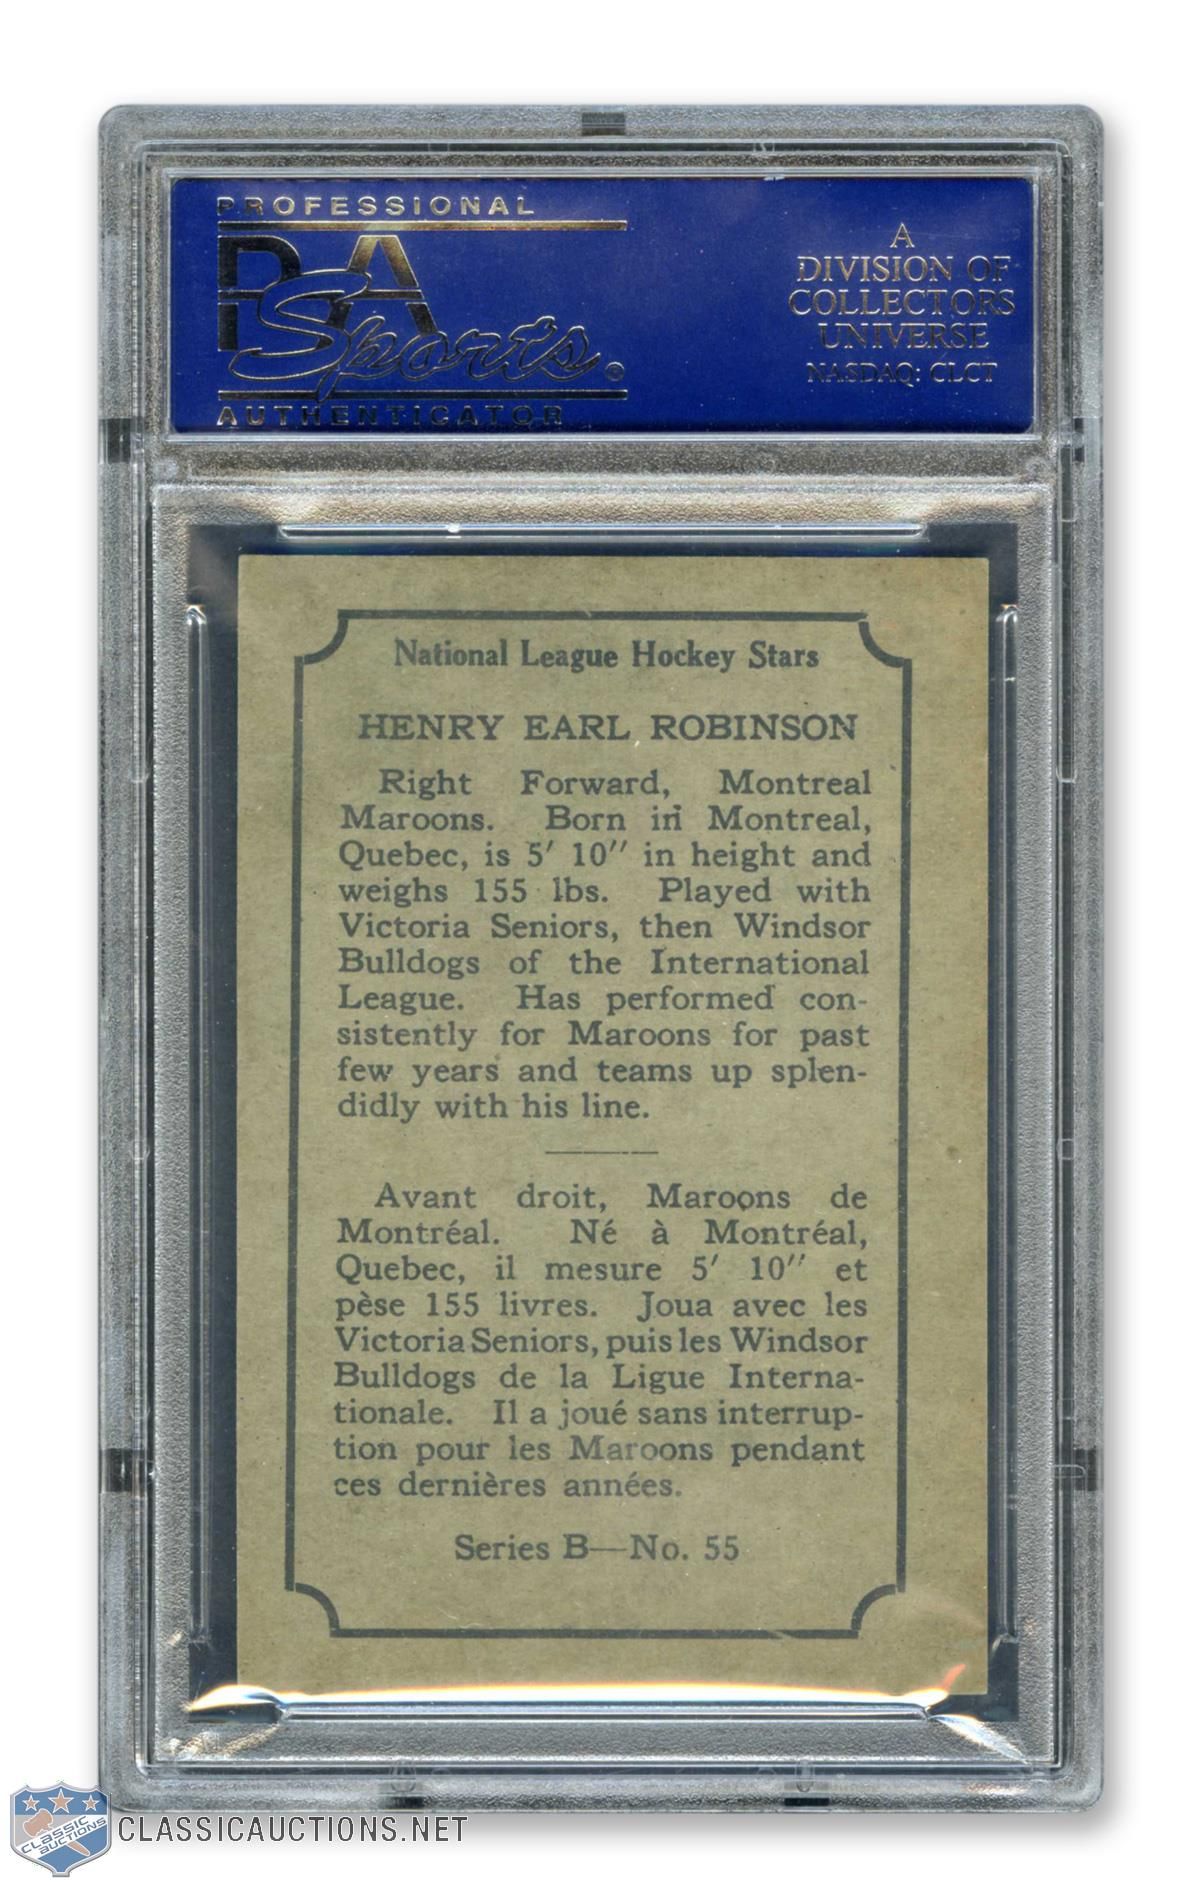 PROFESSIONAL
PSA
Sports®
AUTHENTICATOR
A
DIVISION OF
COLLECTORS
UNIVERSE
NASDAQ: CLCT
National League Hockey Stars
HENRY EARL ROBINSON
Right Forward, Montreal
Maroons. Born in Montreal,
Quebec, is 5′ 10″ in height and
weighs 155 lbs. Played with
Victoria Seniors, then Windsor
Bulldogs of the International
League. Has performed con-
sistently for Maroons for past
few years and teams up splen-
didly with his line.
Avant droit, Maroons de
Montréal. Né à Montréal,
Quebec, il mesure 5′ 10″ et
pèse 155 livres. Joua avec les
Victoria Seniors, puis les Windsor
Bulldogs de la Ligue Interna-
tionale. Il a joué sans interrup-
tion pour les Maroons pendant
ces dernières années.
Series B—No. 55
CLASSIC
AUCTIONS
CLASSICAUCTIONS.NET